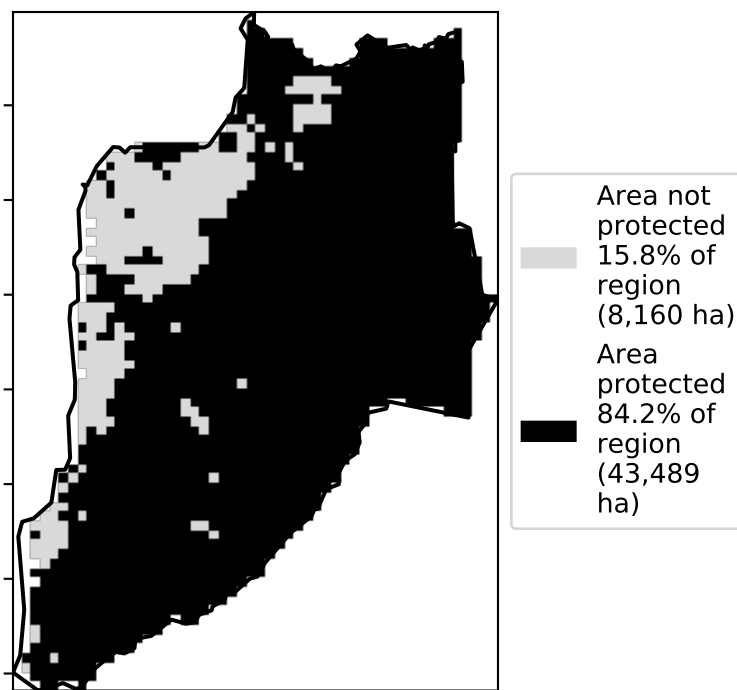 Area not
protected
15.8% of
region
(8,160 ha)
Area
protected
84.2% of
region
(43,489
ha)